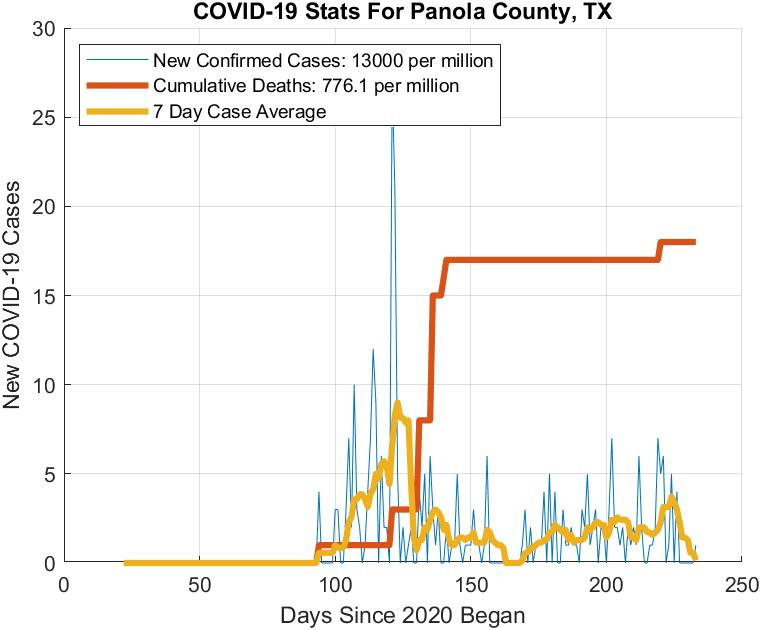 COVID-19 Stats For Panola County, TX
30
25
20
15
10
5
0
New COVID-19 Cases
New Confirmed Cases: 13000 per million
Cumulative Deaths: 776.1 per million
7 Day Case Average
0 50 100 150 200 250
Days Since 2020 Began